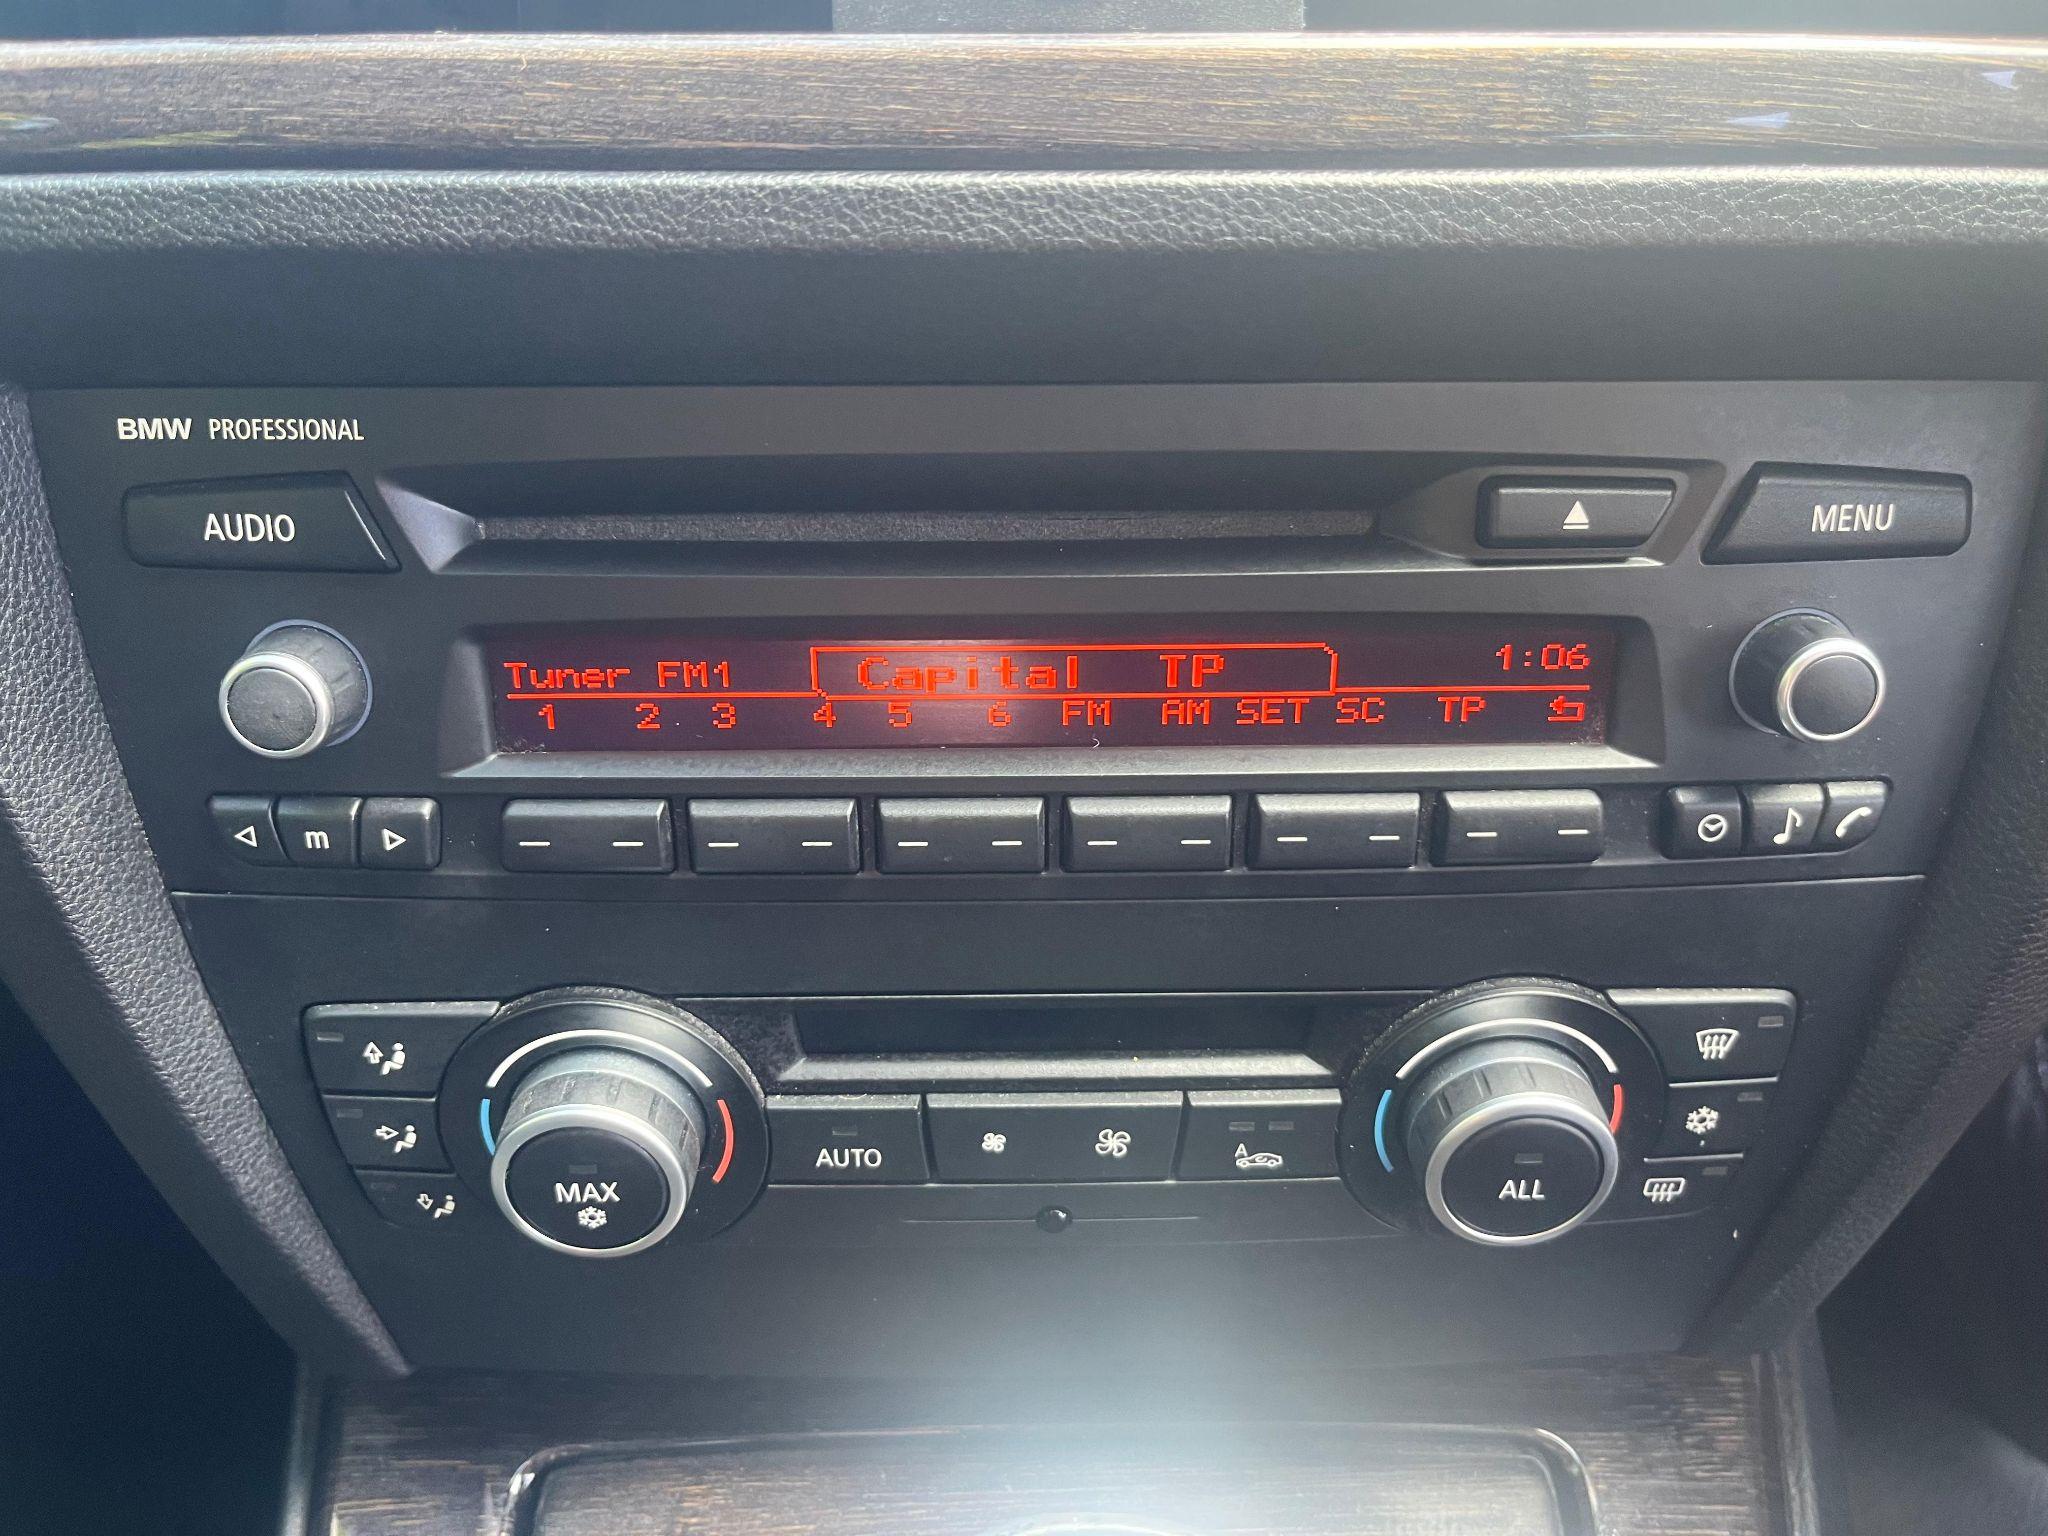 BMW PROFESSIONAL
AUDIO
MENU
Tuner FM1 Capital TP 1:06
1 2 3 4 5 6 FM AM SET SC TP
m
AUTO
A
MAX
ALL